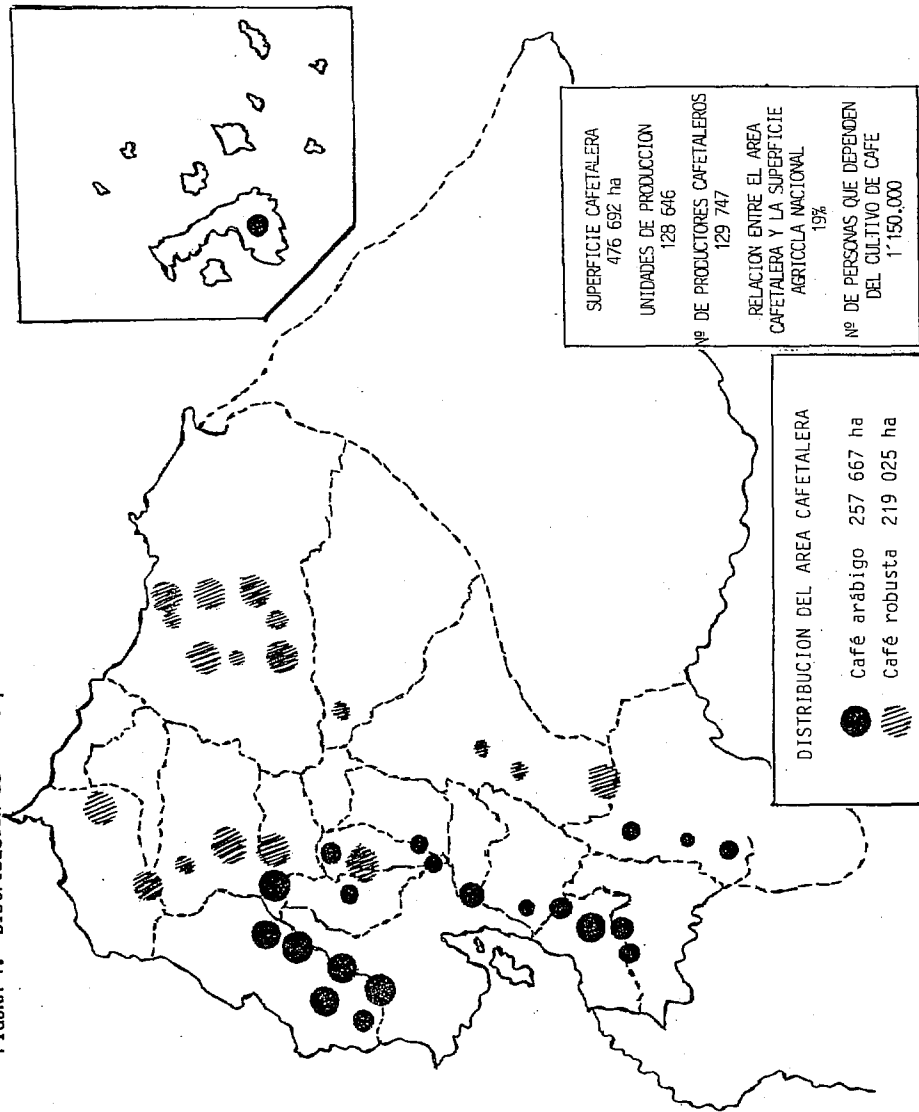 SUPERFICIE CAFETALERA
476 692 ha
UNIDADES DE PRODUCCION
128 646
Nº DE PRODUCTORES CAFETALEROS
129 747
RELACION ENTRE EL AREA
CAFETALERA Y LA SUPERFICIE
AGRICCLA NACIONAL
19%
Nº DE PERSONAS QUE DEPENDEN
DEL CULTIVO DE CAFE
1'150.000
DISTRIBUCION DEL AREA CAFETALERA
Café arábigo 257 667 ha
Café robusta 219 025 ha